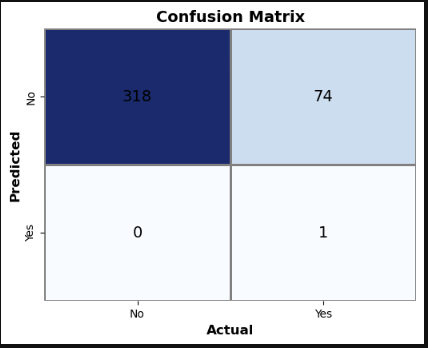 Confusion Matrix
No
318
74
Predicted
Yes
0
1
No
Yes
Actual